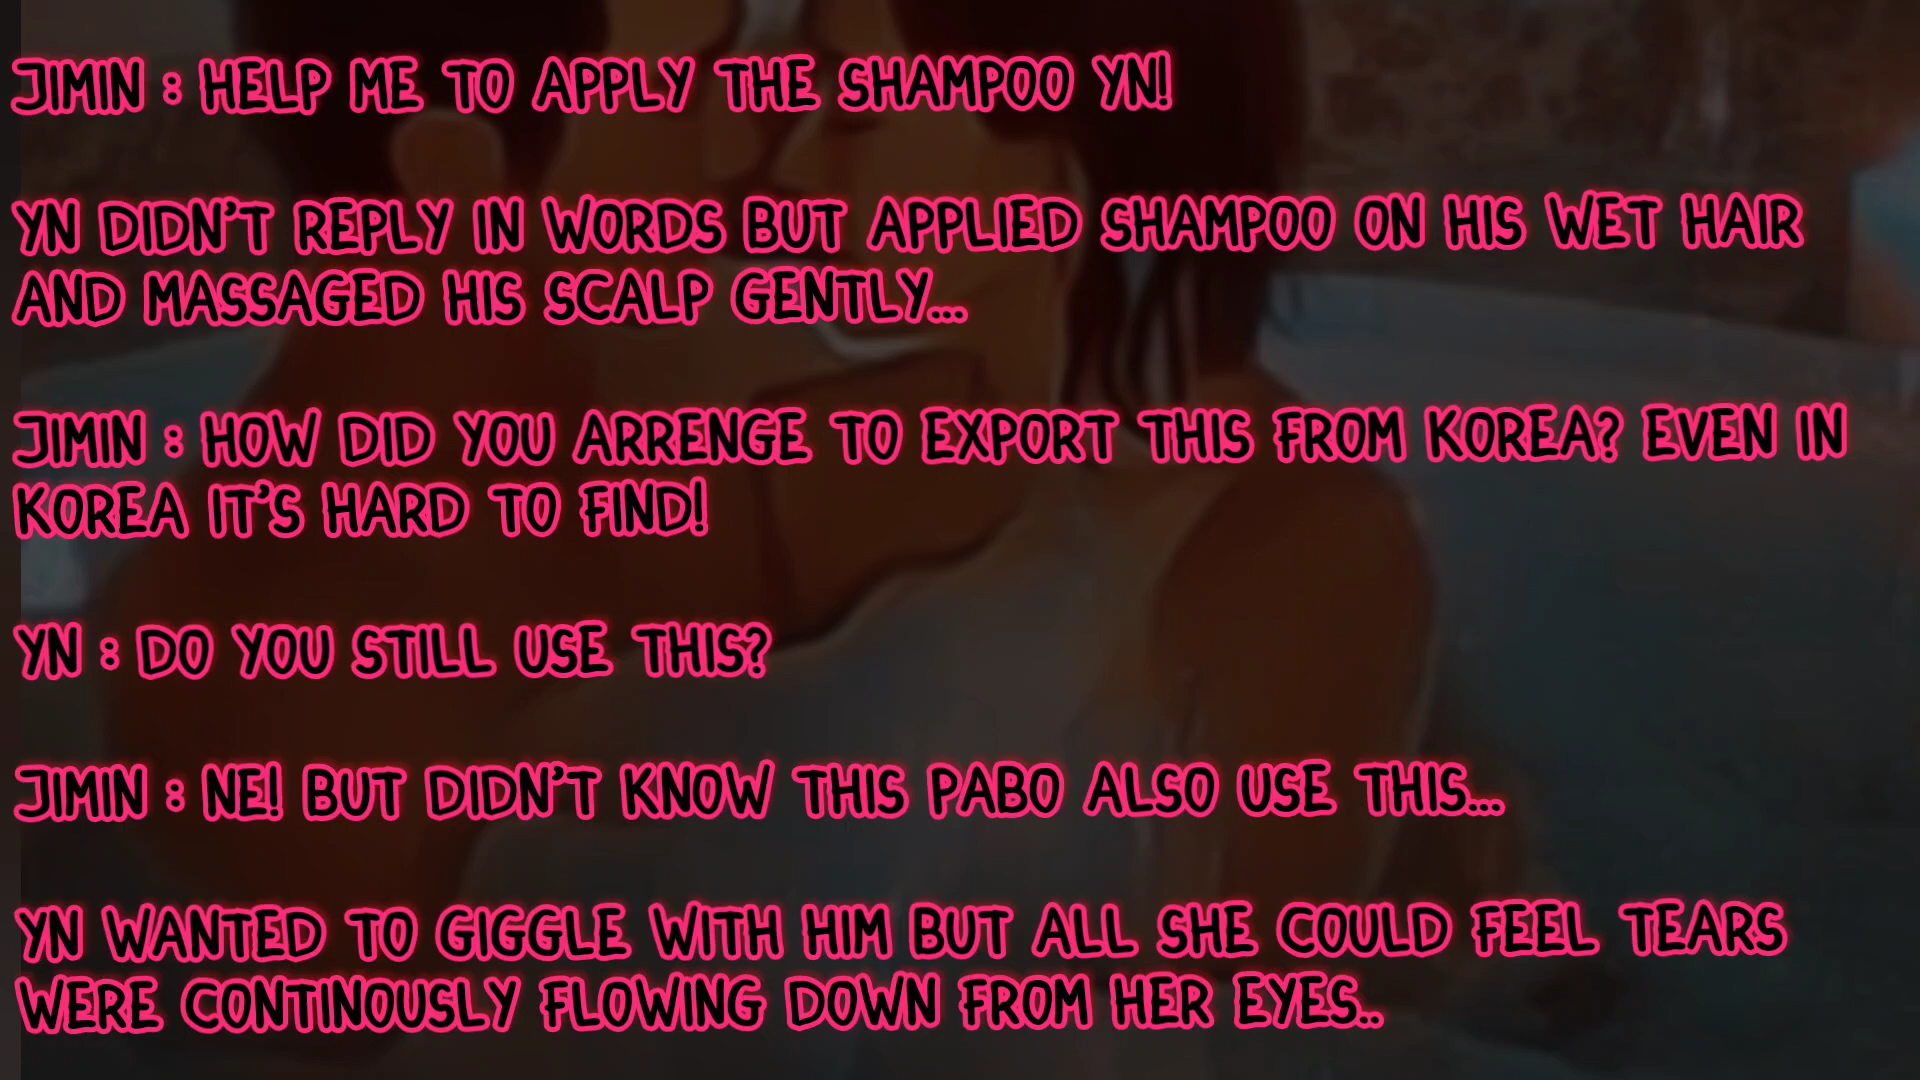 JIMIN : HELP ME TO APPLY THE SHAMPOO YN!
YN DIDN'T REPLY IN WORDS BUT APPLIED SHAMPOO ON HIS WET HAIR
AND MASSAGED HIS SCALP GENTLY...
JIMIN : HOW DID YOU ARRENGE TO EXPORT THIS FROM KOREA? EVEN IN
KOREA IT'S HARD TO FIND!
YN : DO YOU STILL USE THIS?
JIMIN : NE! BUT DIDN'T KNOW THIS PABO ALSO USE THIS...
YN WANTED TO GIGGLE WITH HIM BUT ALL SHE COULD FEEL TEARS
WERE CONTINOUSLY FLOWING DOWN FROM HER EYES..